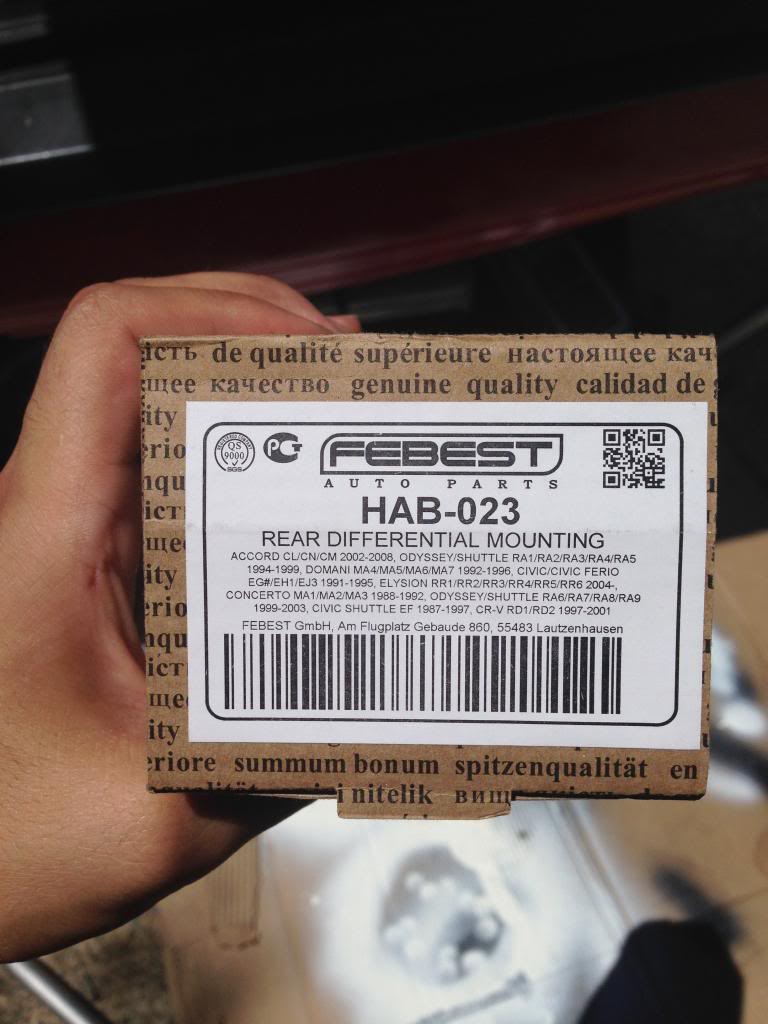 de qualité supérieure настоящее
качество genuine quality calidad de
QS 9000 SGS
FEBEST
AUTO PARTS
HAB-023
REAR DIFFERENTIAL MOUNTING
ACCORD CL/CN/CM 2002-2008, ODYSSEY/SHUTTLE RA1/RA2/RA3/RA4/RA5
1994-1999, DOMANI MA4/MA5/MA6/MA7 1992-1996, CIVIC/CIVIC FERIO
EG#/EH1/EJ3 1991-1995, ELYSION RR1/RR2/RR3/RR4/RR5/RR6 2004-,
CONCERTO MA1/MA2/MA3 1988-1992, ODYSSEY/SHUTTLE RA6/RA7/RA8/RA9
1999-2003, CIVIC SHUTTLE EF 1987-1997, CR-V RD1/RD2 1997-2001
FEBEST GmbH, Am Flugplatz Gebaude 860, 55483 Lautzenhausen
summum bonum spitzenqualität en
nitelik